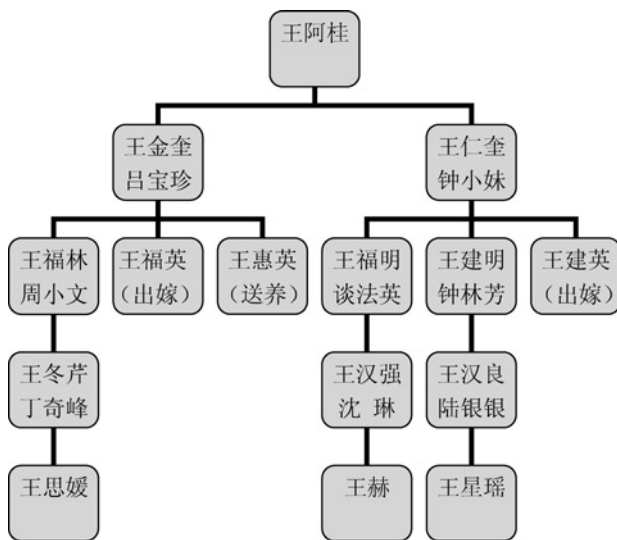 王阿桂
王金奎
吕宝珍
王仁奎
钟小妹
王福林
周小文
王福英
（出嫁）
王惠英
（送养）
王福明
谈法英
王建明
钟林芳
王建英
（出嫁）
王冬芹
丁奇峰
王汉强
沈 琳
王汉良
陆银银
王思媛
王赫
王星瑶